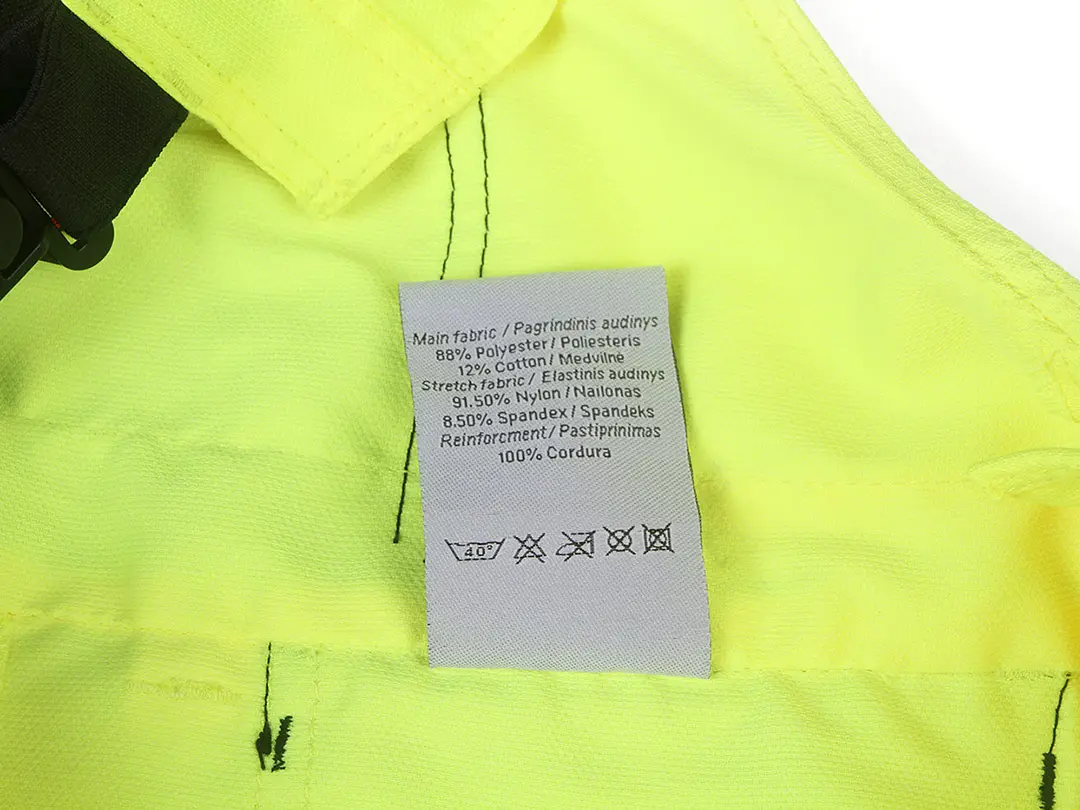 Main fabric / Pagrindinis audinys
88% Polyester / Poliesteris
12% Cotton / Medvilnė
Stretch fabric / Elastinis audinys
91.50% Nylon / Nailonas
8.50% Spandex / Spandeks
Reinforcment / Pastiprinimas
100% Cordura
40°